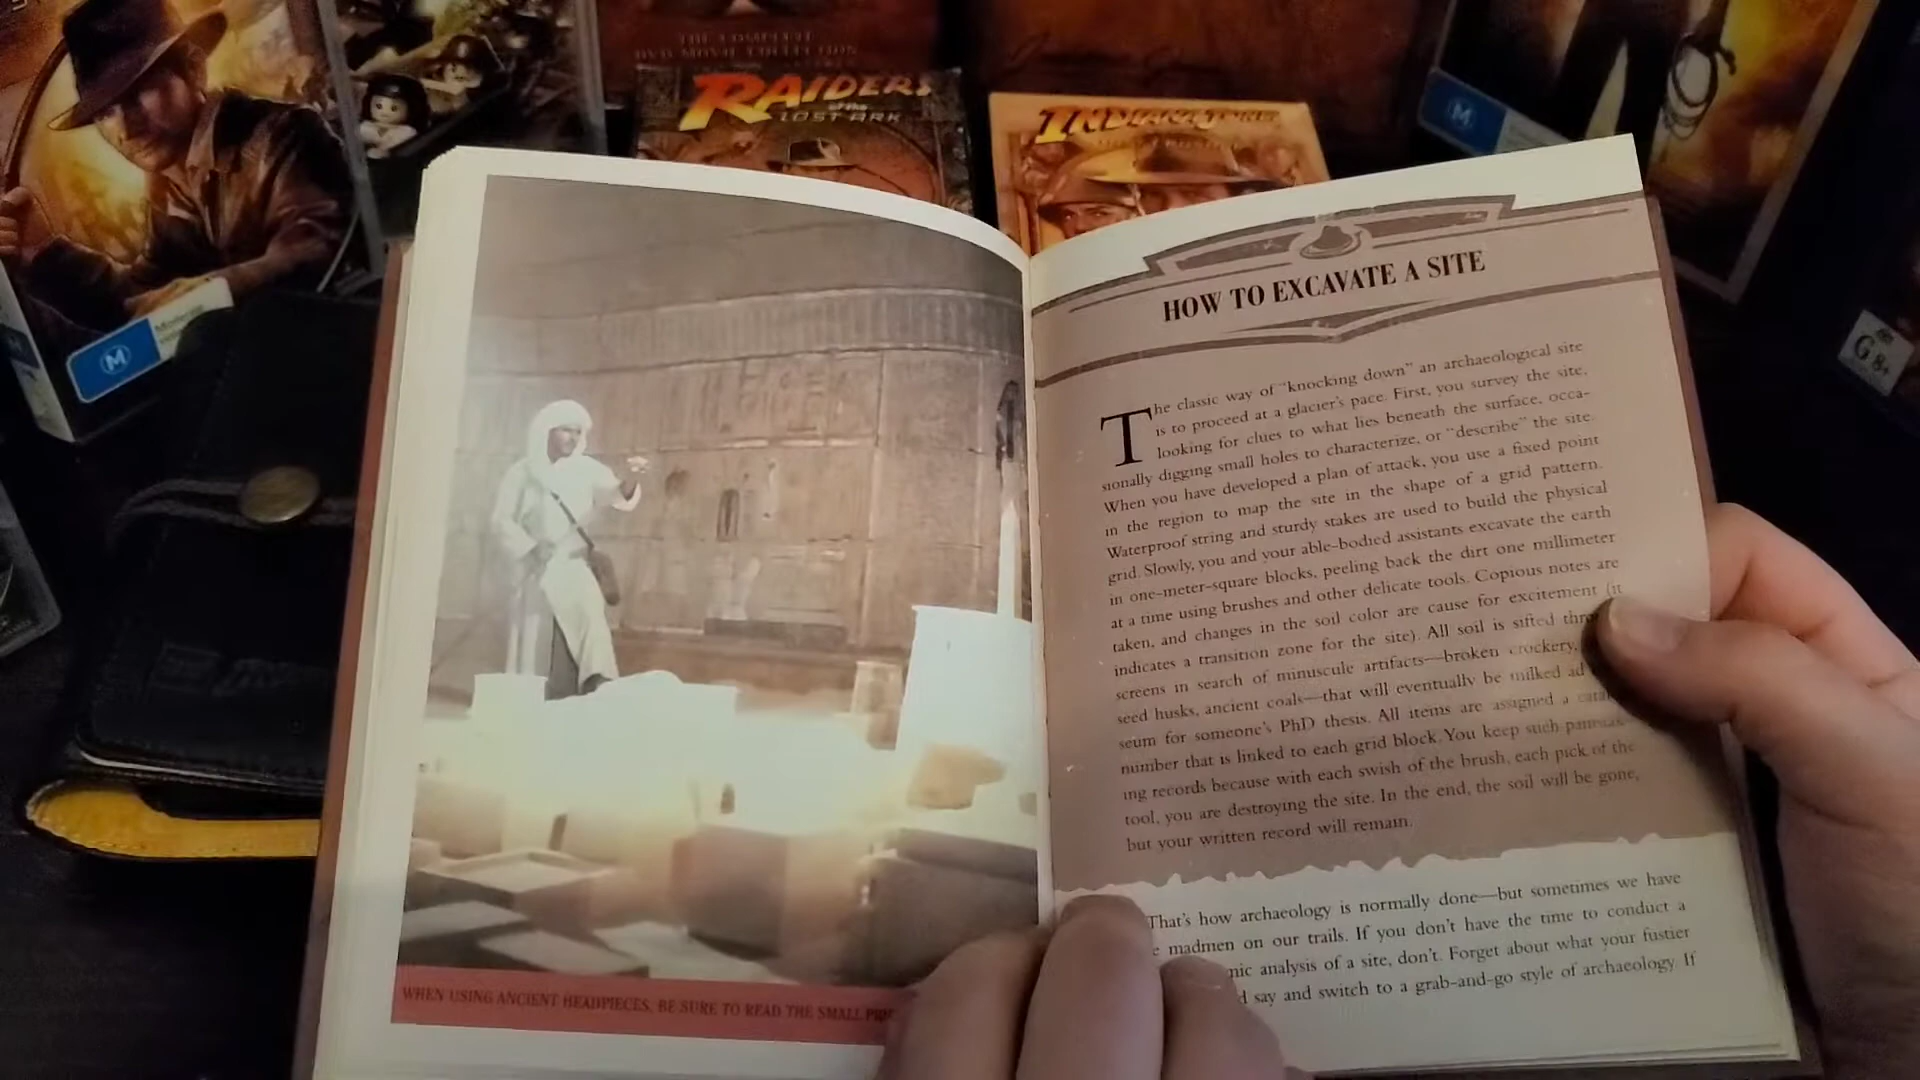 THE COMPLETE
RAIDERS
of the
LOST ARK
INDIANA JONES
M
M
G
8+
WHEN USING ANCIENT HEADPIECES, BE SURE TO READ THE SMALL
HOW TO EXCAVATE A SITE
The classic way of “knocking down” an archaeological site
is to proceed at a glacier's pace. First, you survey the site,
looking for clues to what lies beneath the surface, occa-
sionally digging small holes to characterize, or “describe” the site.
When you have developed a plan of attack, you use a fixed point
in the region to map the site in the shape of a grid pattern.
Waterproof string and sturdy stakes are used to build the physical
grid. Slowly, you and your able-bodied assistants excavate the earth
in one-meter-square blocks, peeling back the dirt one millimeter
at a time using brushes and other delicate tools. Copious notes are
taken, and changes in the soil color are cause for excitement (it
indicates a transition zone for the site). All soil is sifted
screens in search of minuscule artifacts—broken crockery,
seed husks, ancient coals—that will eventually be milked ad
seum for someone's PhD thesis. All items are assigned a
number that is linked to each grid block. You keep such
ing records because with each swish of the brush, each pick of the
tool, you are destroying the site. In the end, the soil will be gone,
but your written record will remain.
That's how archaeology is normally done—but sometimes we have
madmen on our trails. If you don't have the time to conduct a
analysis of a site, don't. Forget about what your fustier
say and switch to a grab-and-go style of archaeology. If